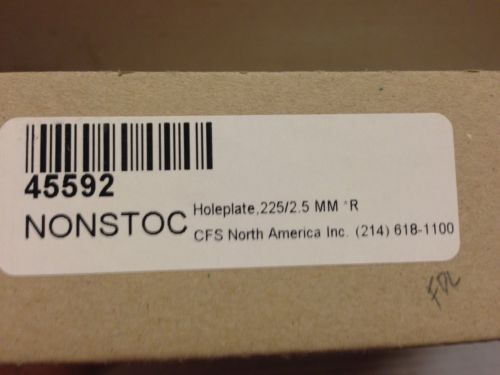 45592
NONSTOC
Holeplate,225/2.5 MM *R
CFS North America Inc. (214) 618-1100